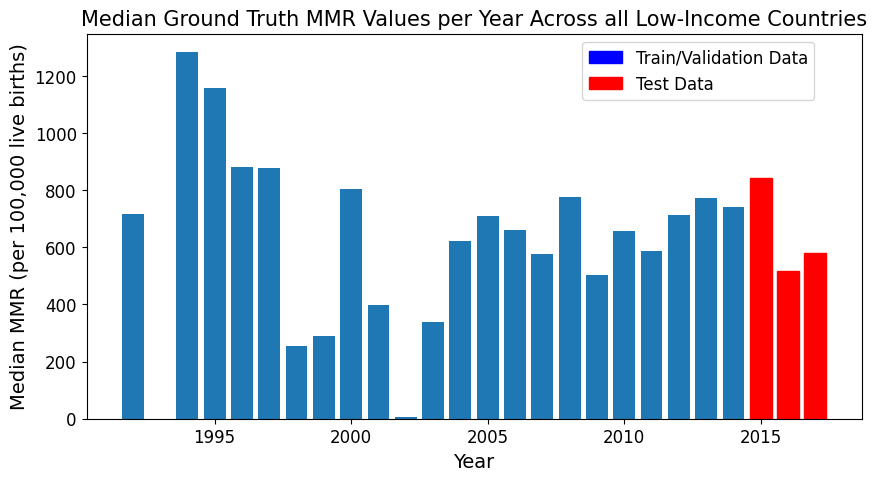 Median Ground Truth MMR Values per Year Across all Low-Income Countries
Train/Validation Data
Test Data
Median MMR (per 100,000 live births)
1200
1000
800
600
400
200
0
1995
2000
2005
2010
2015
Year